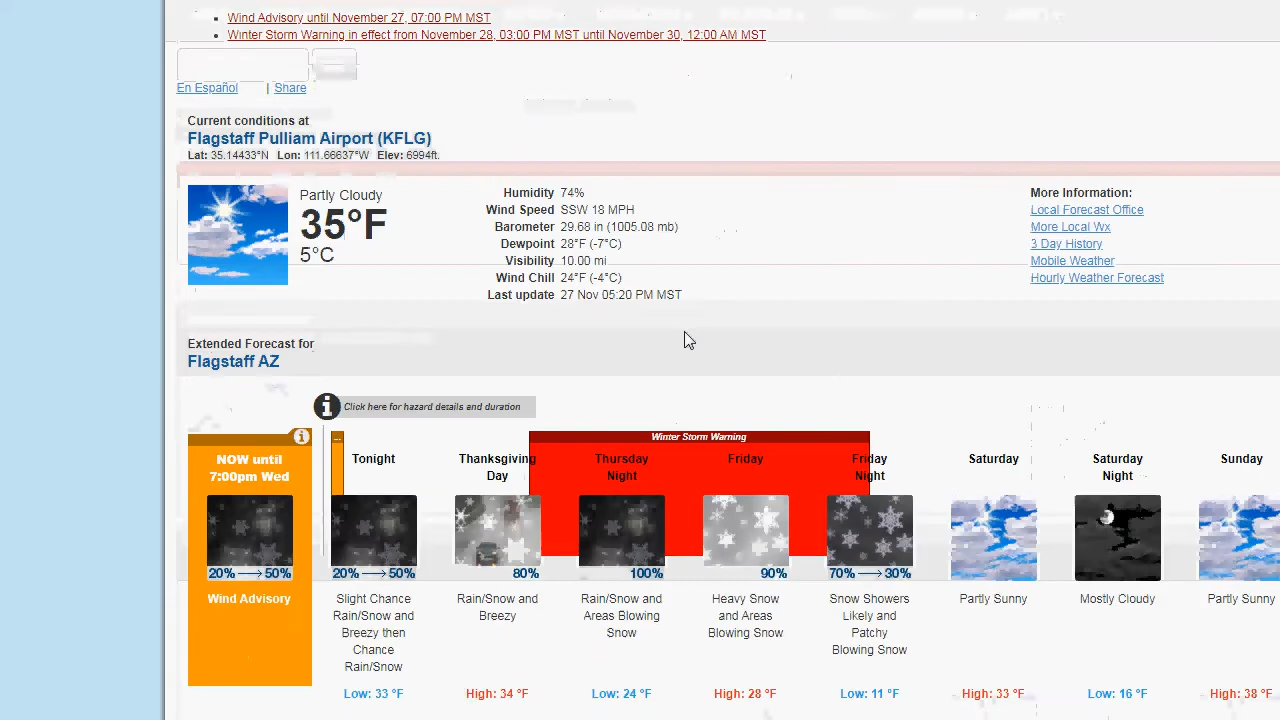 Wind Advisory until November 27, 07:00 PM MST
Winter Storm Warning in effect from November 28, 03:00 PM MST until November 30, 12:00 AM MST
En Español | Share
Current conditions at
Flagstaff Pulliam Airport (KFLG)
Lat: 35.14433°N Lon: 111.66637°W Elev: 6994ft.
Partly Cloudy
35°F
5°C
Humidity 74%
Wind Speed SSW 18 MPH
Barometer 29.68 in (1005.08 mb)
Dewpoint 28°F (-7°C)
Visibility 10.00 mi
Wind Chill 24°F (-4°C)
Last update 27 Nov 05:20 PM MST
More Information:
Local Forecast Office
More Local Wx
3 Day History
Mobile Weather
Hourly Weather Forecast
Extended Forecast for
Flagstaff AZ
Click here for hazard details and duration
Winter Storm Warning
NOW until
7:00pm Wed
20% 50%
Wind Advisory
...
Tonight
20% 50%
Slight Chance
Rain/Snow and
Breezy then
Chance
Rain/Snow
Low: 33 °F
Thanksgiving
Day
80%
Rain/Snow and
Breezy
High: 34 °F
Thursday
Night
100%
Rain/Snow and
Areas Blowing
Snow
Low: 24 °F
Friday
90%
Heavy Snow
and Areas
Blowing Snow
High: 28 °F
Friday
Night
70% 30%
Snow Showers
Likely and
Patchy
Blowing Snow
Low: 11 °F
Saturday
Partly Sunny
High: 33 °F
Saturday
Night
Mostly Cloudy
Low: 16 °F
Sunday
Partly Sunny
High: 38 °F